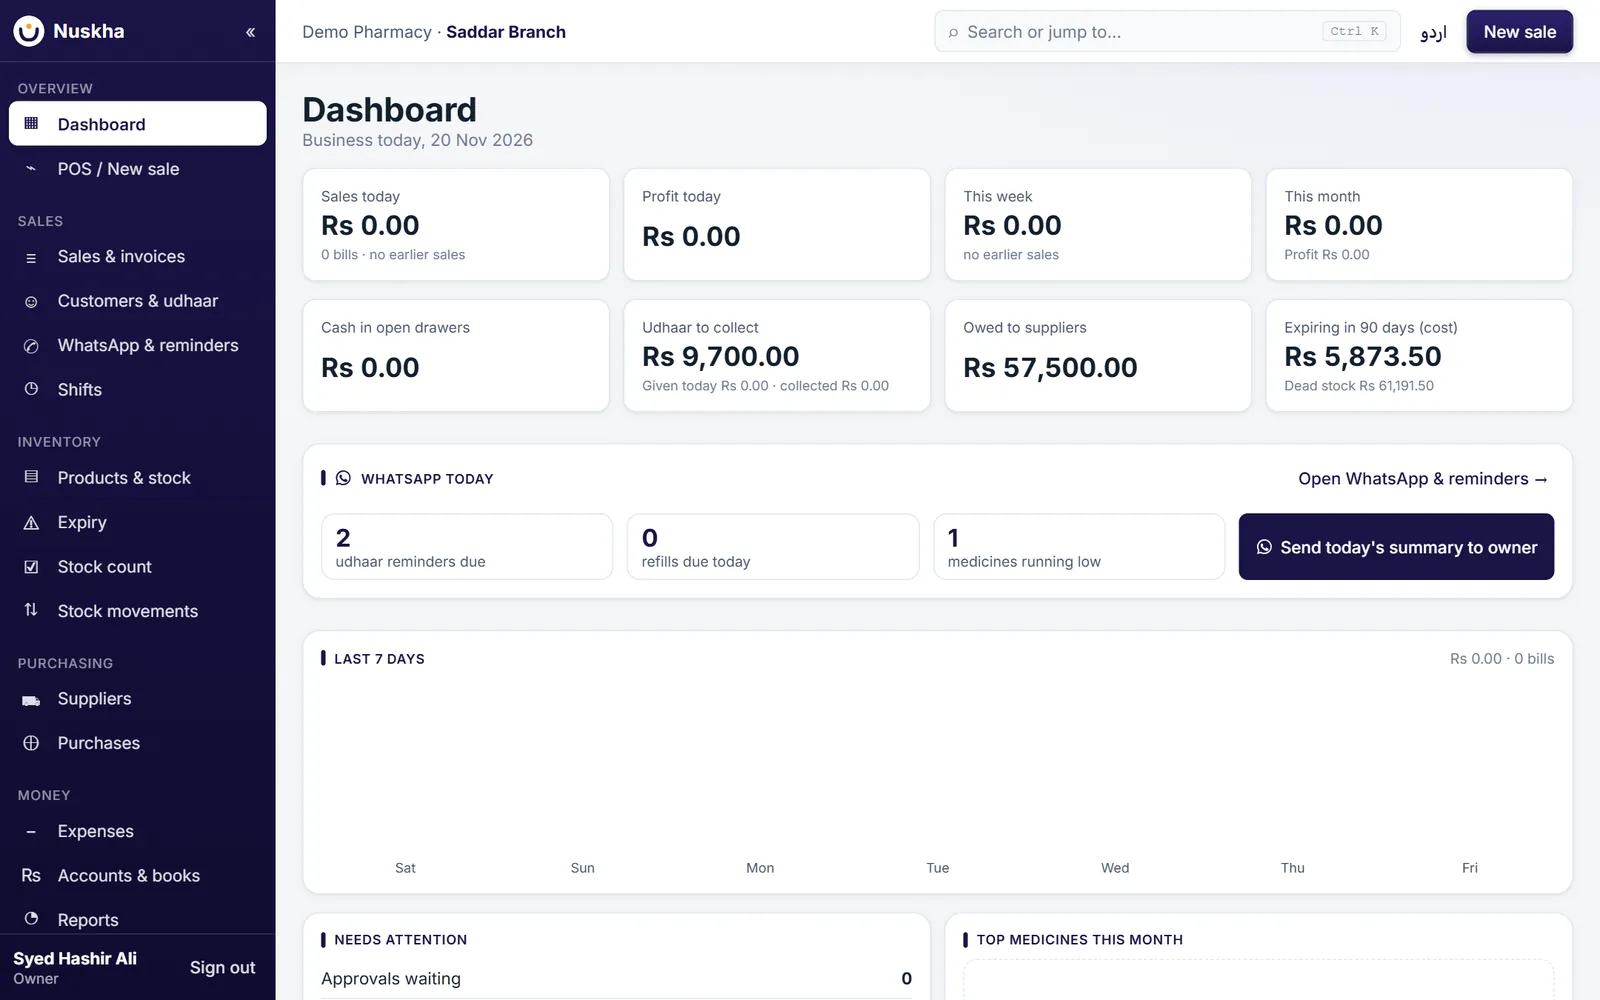 Nuskha
«
OVERVIEW
Dashboard
POS / New sale
SALES
Sales & invoices
Customers & udhaar
WhatsApp & reminders
Shifts
INVENTORY
Products & stock
Expiry
Stock count
Stock movements
PURCHASING
Suppliers
Purchases
MONEY
Expenses
Rs Accounts & books
Reports
Syed Hashir Ali
Owner
Sign out
Demo Pharmacy · Saddar Branch
Search or jump to...
Ctrl K
اردو
New sale
Dashboard
Business today, 20 Nov 2026
Sales today
Rs 0.00
0 bills · no earlier sales
Profit today
Rs 0.00
This week
Rs 0.00
no earlier sales
This month
Rs 0.00
Profit Rs 0.00
Cash in open drawers
Rs 0.00
Udhaar to collect
Rs 9,700.00
Given today Rs 0.00 · collected Rs 0.00
Owed to suppliers
Rs 57,500.00
Expiring in 90 days (cost)
Rs 5,873.50
Dead stock Rs 61,191.50
WHATSAPP TODAY
Open WhatsApp & reminders →
2
udhaar reminders due
0
refills due today
1
medicines running low
Send today's summary to owner
LAST 7 DAYS
Rs 0.00 · 0 bills
Sat Sun Mon Tue Wed Thu Fri
NEEDS ATTENTION
Approvals waiting 0
TOP MEDICINES THIS MONTH